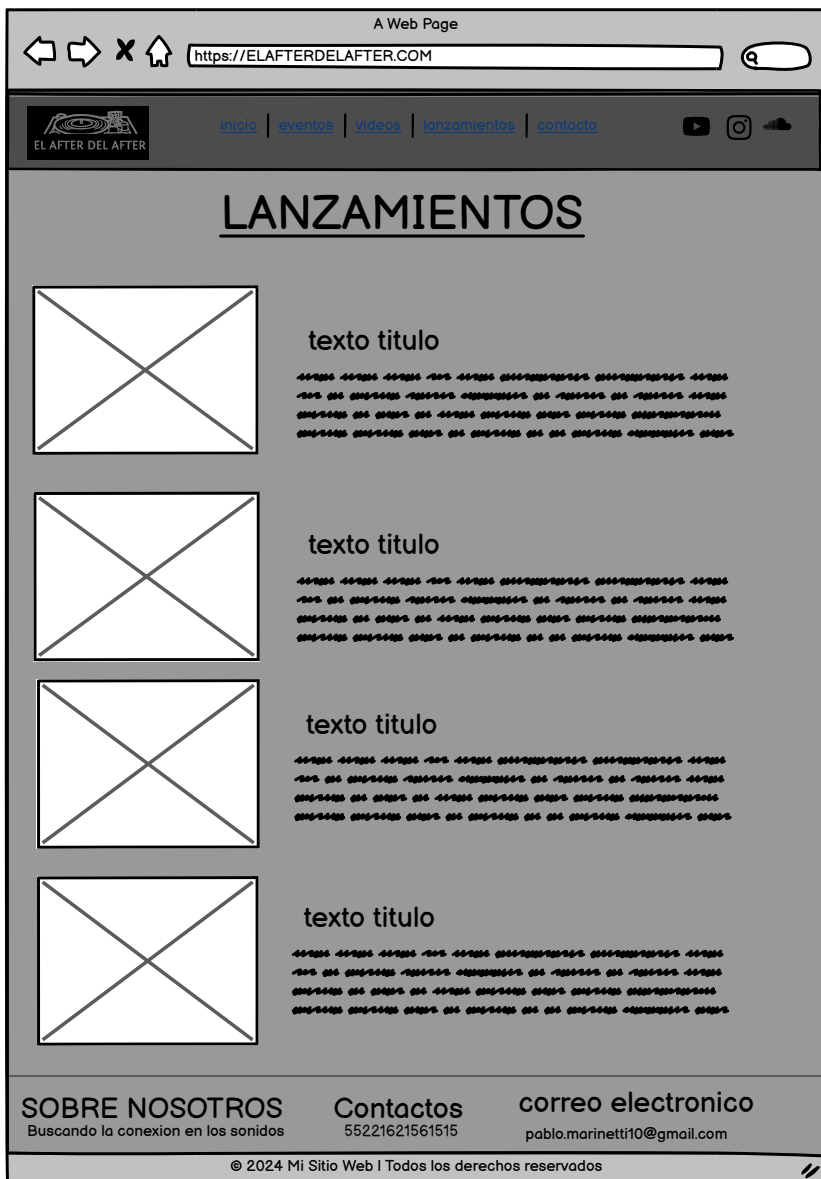 A Web Page
https://ELAFTERDELAFTER.COM
EL AFTER DEL AFTER
inicio | eventos | videos | lanzamientos | contacto
LANZAMIENTOS
texto titulo
texto titulo
texto titulo
texto titulo
SOBRE NOSOTROS
Buscando la conexion en los sonidos
Contactos
55221621561515
correo electronico
pablo.marinetti10@gmail.com
© 2024 Mi Sitio Web | Todos los derechos reservados